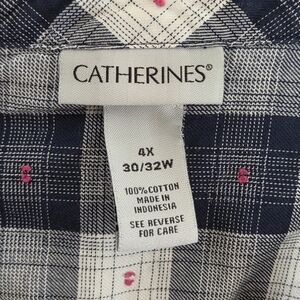 CATHERINES®
4X
30/32W
100% COTTON
MADE IN
INDONESIA
SEE REVERSE
FOR CARE